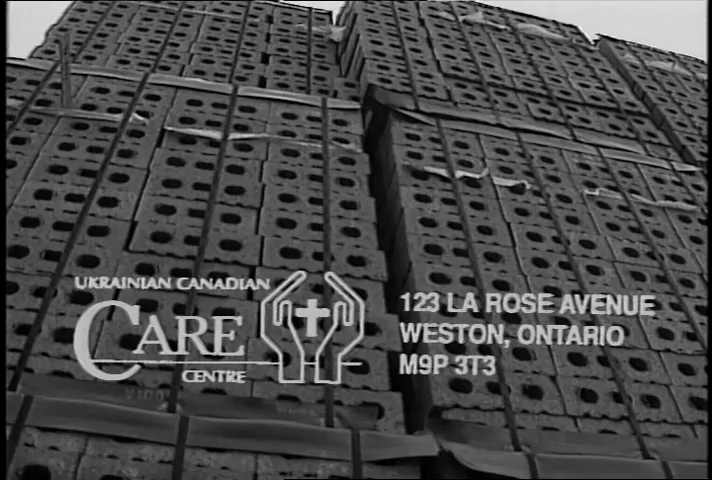 UKRAINIAN CANADIAN
CARE
CENTRE
123 LA ROSE AVENUE
WESTON, ONTARIO
M9P 3T3